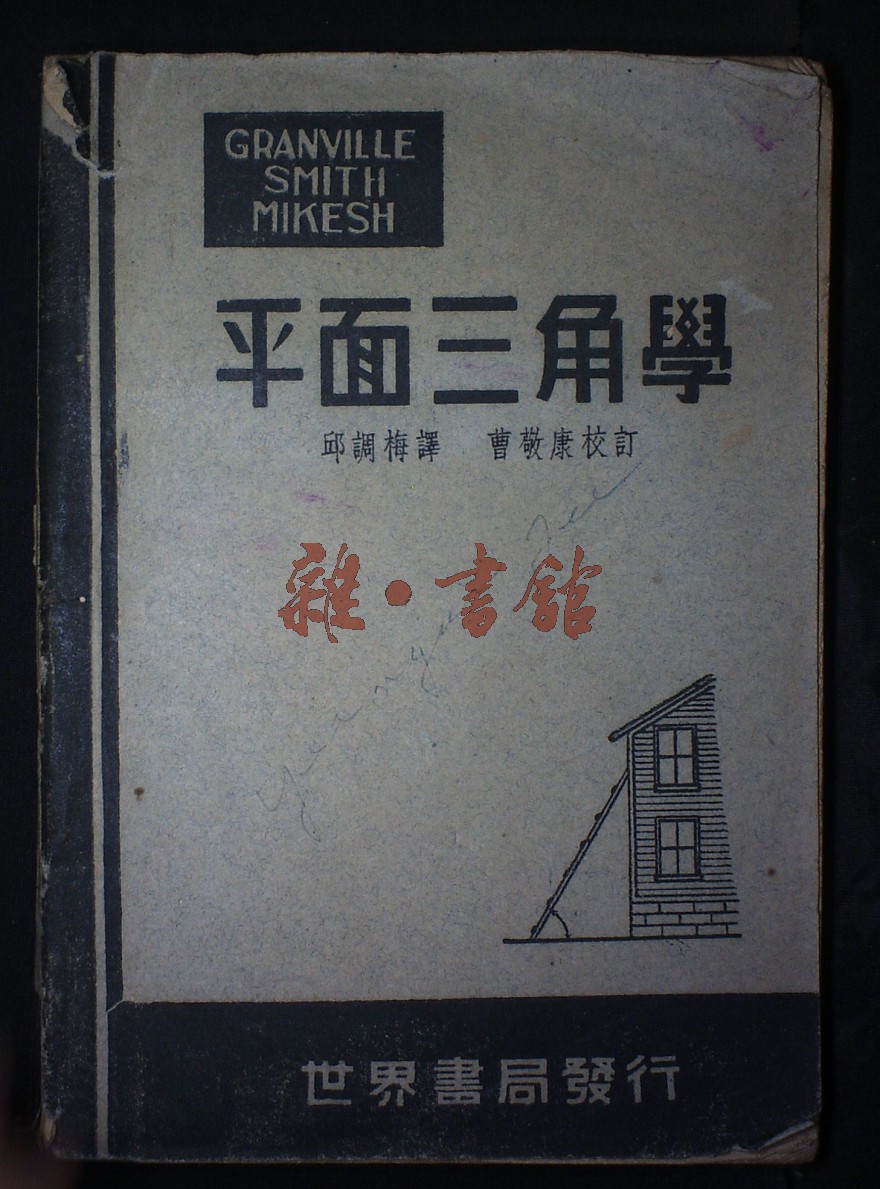 GRANVILLE
SMITH
MIKESH
平面三角學
邱調梅譯 曹敬康校訂
雜·書館
世界書局發行